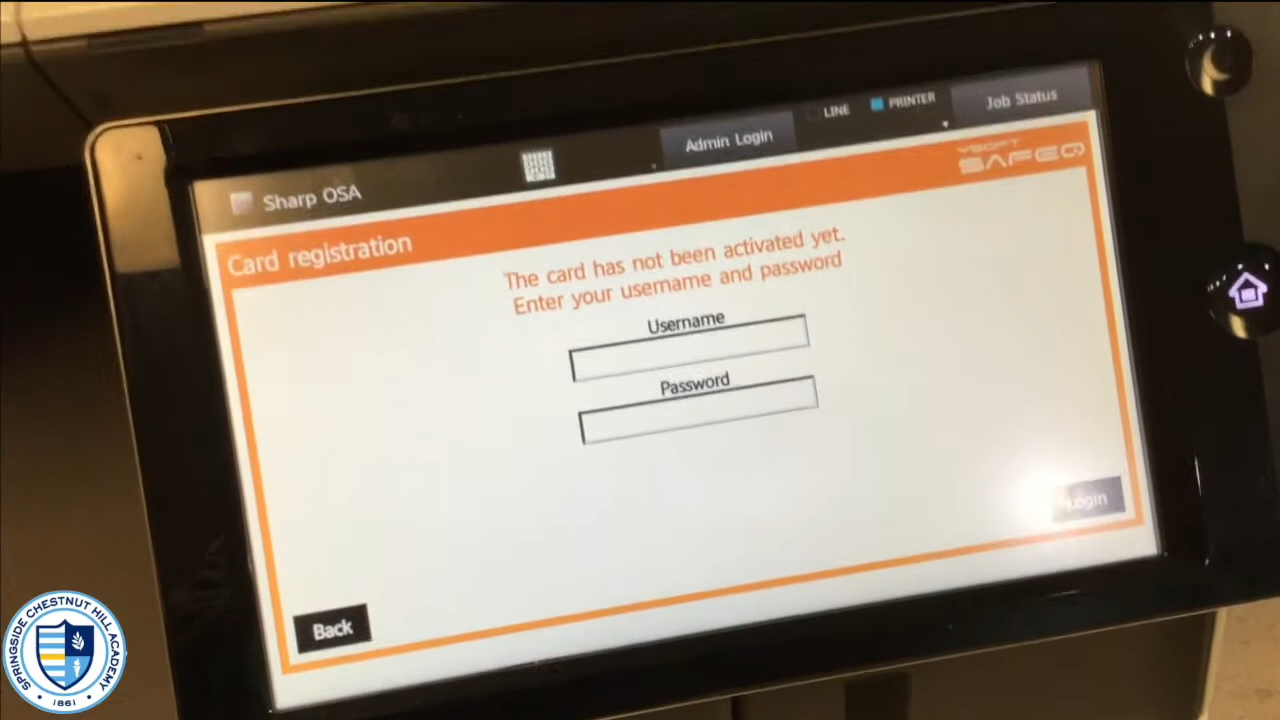 Sharp OSA
Admin Login
LINE
PRINTER
Job Status
Card registration
YSOFT
SAFEQ
The card has not been activated yet.
Enter your username and password
Username
Password
Login
Back
SPRINGSIDE CHESTNUT HILL ACADEMY
1861